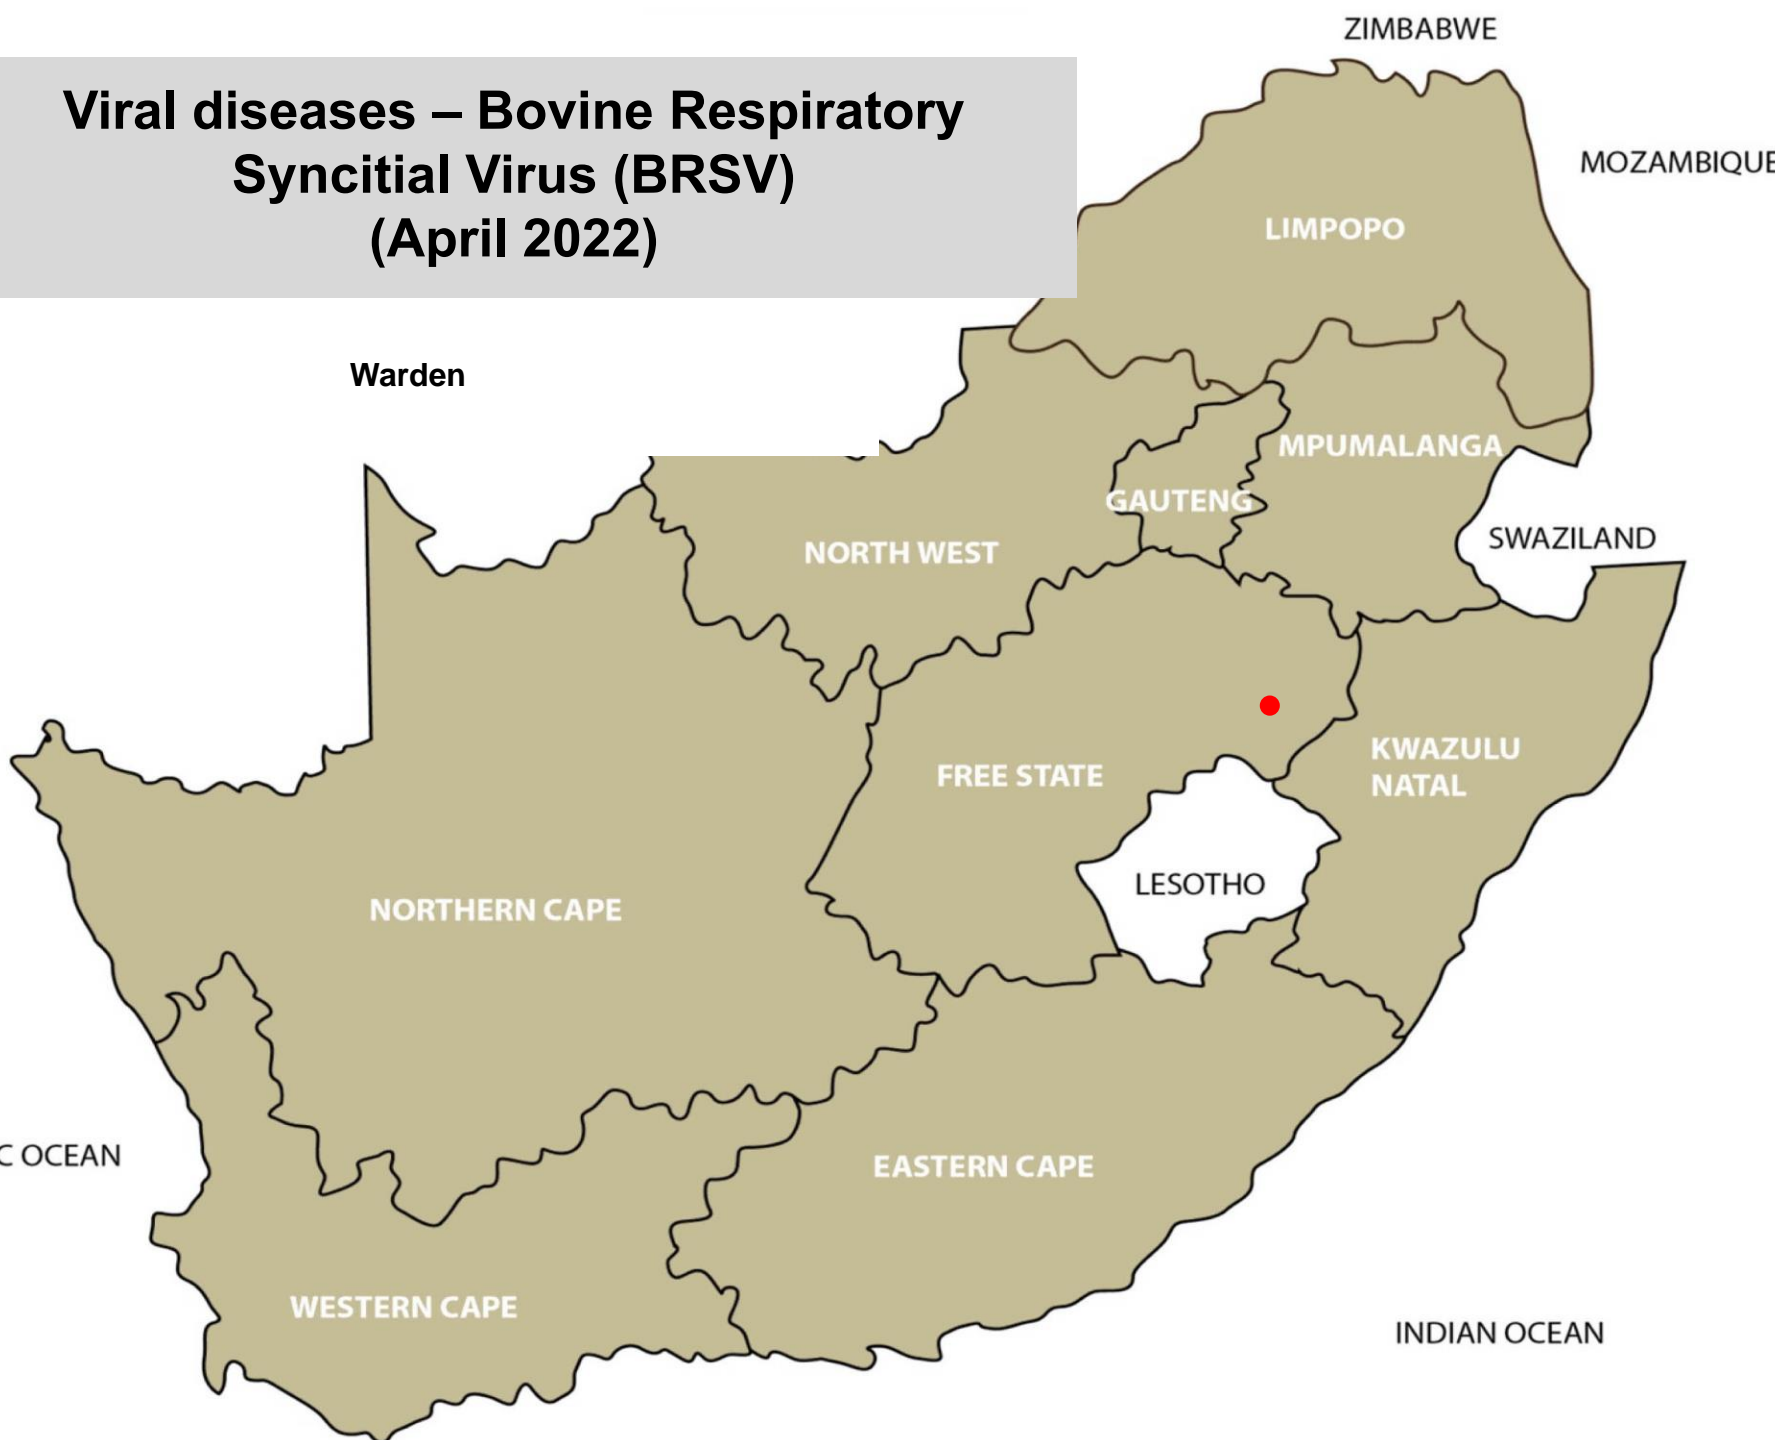 ZIMBABWE
Viral diseases – Bovine Respiratory
Syncitial Virus (BRSV)
(April 2022)
MOZAMBIQUE
LIMPOPO
Warden
MPUMALANGA
GAUTENG
SWAZILAND
NORTH WEST
KWAZULU
NATAL
FREE STATE
LESOTHO
NORTHERN CAPE
C OCEAN
EASTERN CAPE
WESTERN CAPE
INDIAN OCEAN